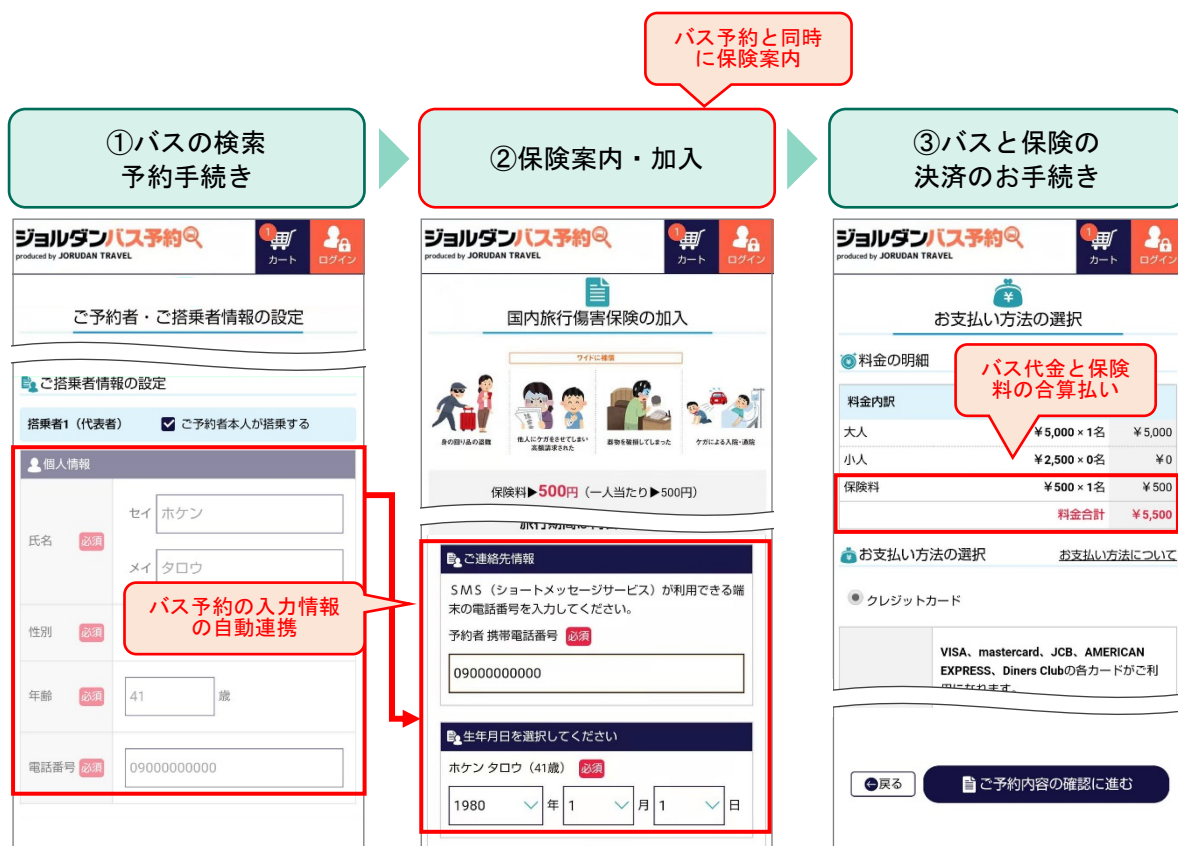 バス予約と同時
に保険案内
①バスの検索
予約手続き
②保険案内・加入
③バスと保険の
決済のお手続き
ジョルダンバス予約
produced by JORUDAN TRAVEL
1
カート
ログイン
ご予約者・ご搭乗者情報の設定
ご搭乗者情報の設定
搭乗者1（代表者）
ご予約者本人が搭乗する
個人情報
氏名 必須
セイ ホケン
メイ タロウ
バス予約の入力情報
の自動連携
性別 必須
年齢 必須 41 歳
電話番号 必須 09000000000
ジョルダンバス予約
produced by JORUDAN TRAVEL
1
カート
ログイン
国内旅行傷害保険の加入
ワイドに補償
身の回り品の盗難
他人にケガをさせてしまい
高額請求された
器物を破損してしまった
ケガによる入院・通院
保険料▶500円（一人当たり▶500円）
ご連絡先情報
ＳＭＳ（ショートメッセージサービス）が利用できる端
末の電話番号を入力してください。
予約者 携帯電話番号 必須
09000000000
生年月日を選択してください
ホケン タロウ（41歳） 必須
1980 年 1 月 1 日
ジョルダンバス予約
produced by JORUDAN TRAVEL
1
カート
ログイン
¥
お支払い方法の選択
料金の明細
バス代金と保険
料の合算払い
料金内訳
大人 ¥5,000 × 1名 ¥5,000
小人 ¥2,500 × 0名 ¥0
保険料 ¥500 × 1名 ¥500
料金合計 ¥5,500
お支払い方法の選択
お支払い方法について
クレジットカード
VISA、mastercard、JCB、AMERICAN
EXPRESS、Diners Clubの各カードがご利
用になれます。
戻る
ご予約内容の確認に進む